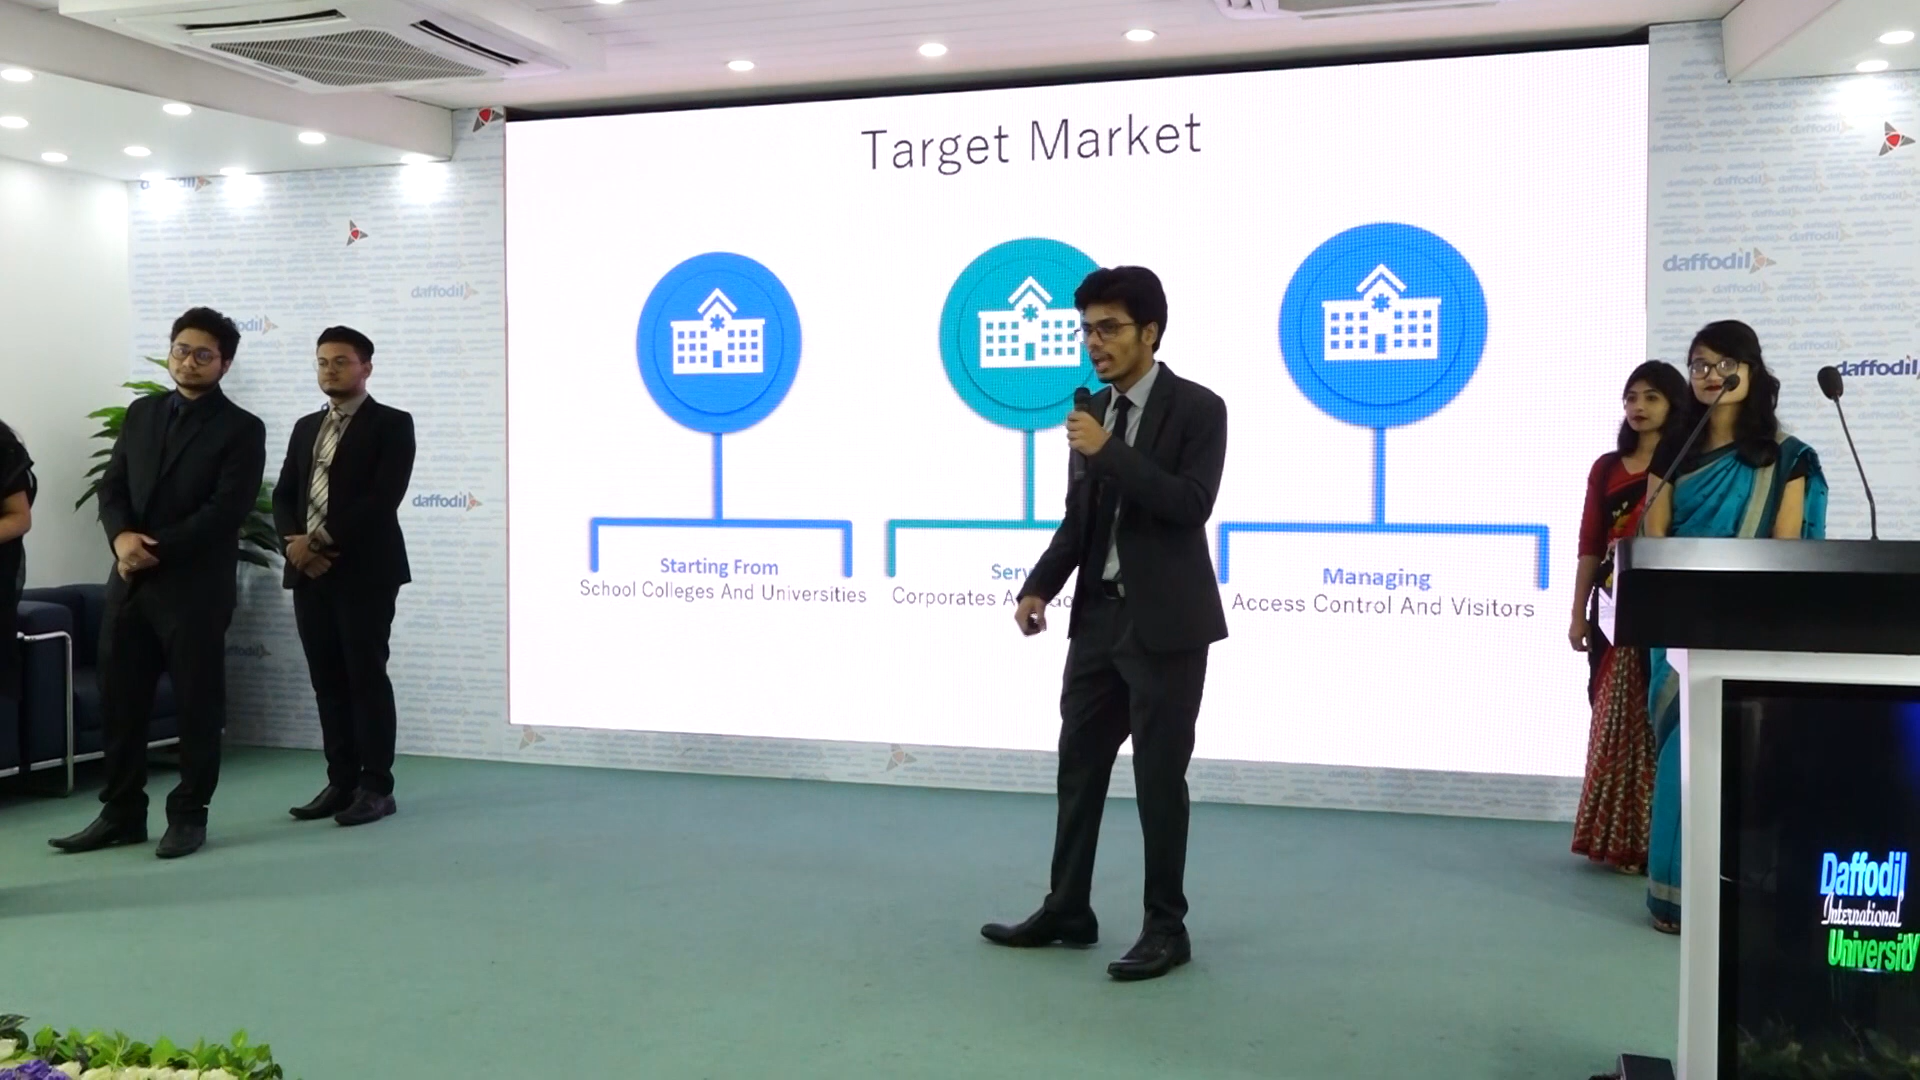 Target Market
Starting From
School Colleges And Universities
Corporates
Managing
Access Control And Visitors
daffodil
daffodil
daffodil
daffodil
daffodil
Daffodil
International
University